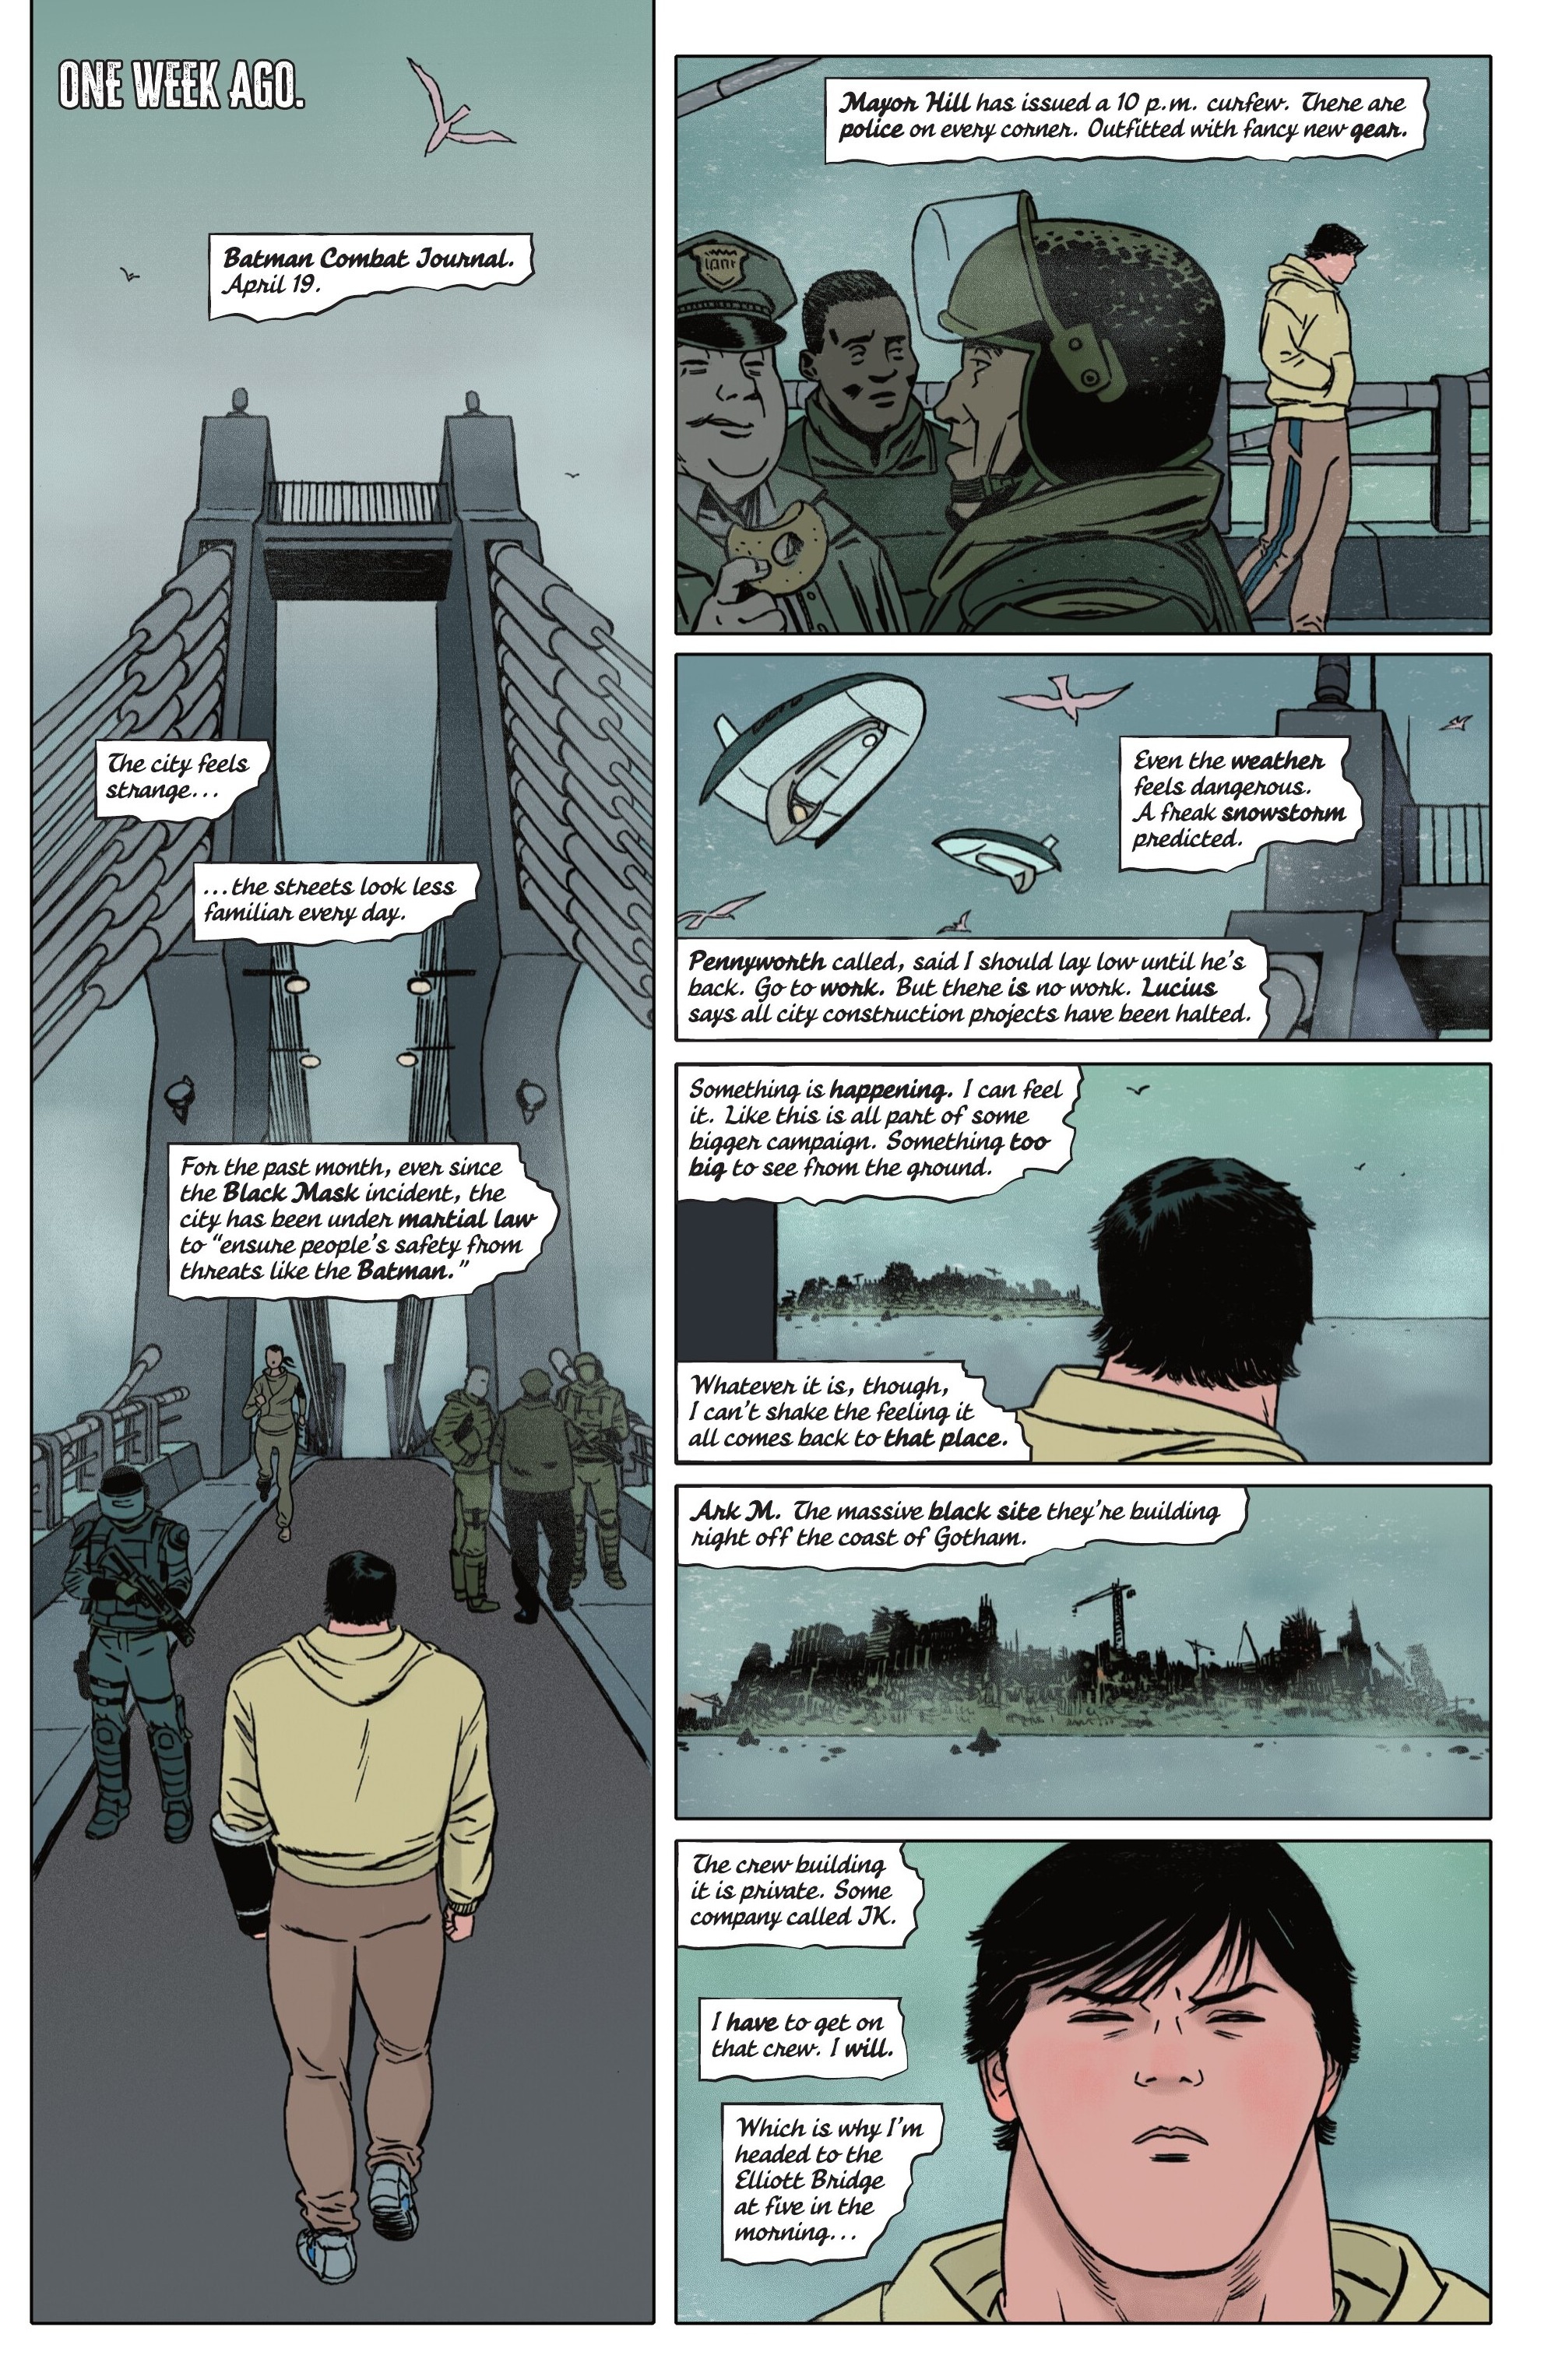 ONE WEEK AGO.
Batman Combat Journal.
April 19.
The city feels
strange...
...the streets look less
familiar every day.
For the past month, ever since
the Black Mask incident, the
city has been under martial law
to “ensure people’s safety from
threats like the Batman.”
Mayor Hill has issued a 10 p.m. curfew. There are
police on every corner. Outfitted with fancy new gear.
Even the weather
feels dangerous.
A freak snowstorm
predicted.
Pennyworth called, said I should lay low until he’s
back. Go to work. But there is no work. Lucius
says all city construction projects have been halted.
Something is happening. I can feel
it. Like this is all part of some
bigger campaign. Something too
big to see from the ground.
Whatever it is, though,
I can’t shake the feeling it
all comes back to that place.
Ark M. The massive black site they’re building
right off the coast of Gotham.
The crew building
it is private. Some
company called JK.
I have to get on
that crew. I will.
Which is why I’m
headed to the
Elliott Bridge
at five in the
morning...